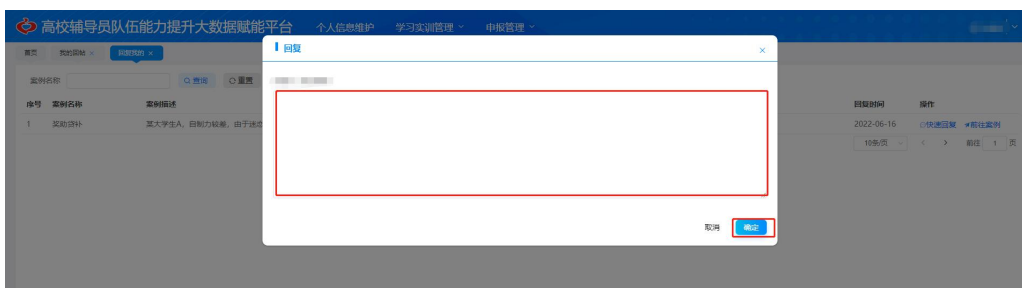 高校辅导员队伍能力提升大数据赋能平台 个人信息维护 学习实训管理 申报管理
首页 我的回帖 × 回复我的 ×
回复 ×
案例名称 查询 重置
序号 案例名称 案例描述 回复时间 操作
1 奖助贷补 某大学生A，自制力较差，由于迷恋 2022-06-16 快速回复 前往案例
10条/页 < > 前往 1 页
取消 确定